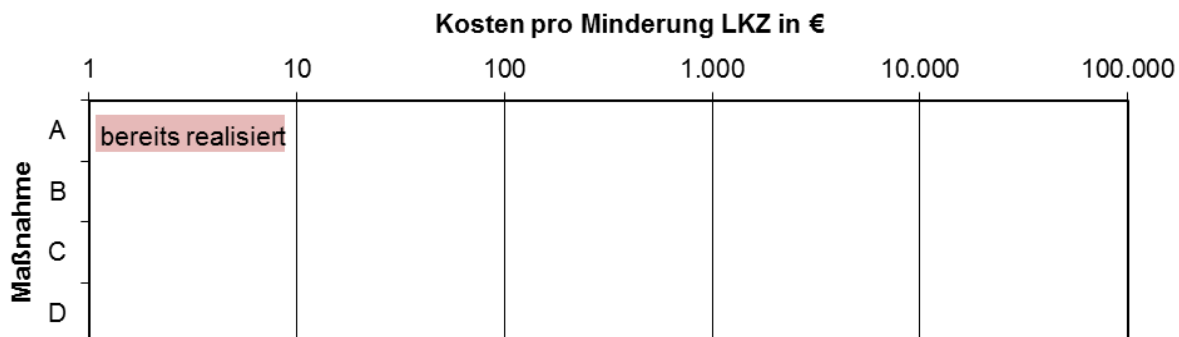 Kosten pro Minderung LKZ in €
1 10 100 1.000 10.000 100.000
Maßnahme
A bereits realisiert
B
C
D